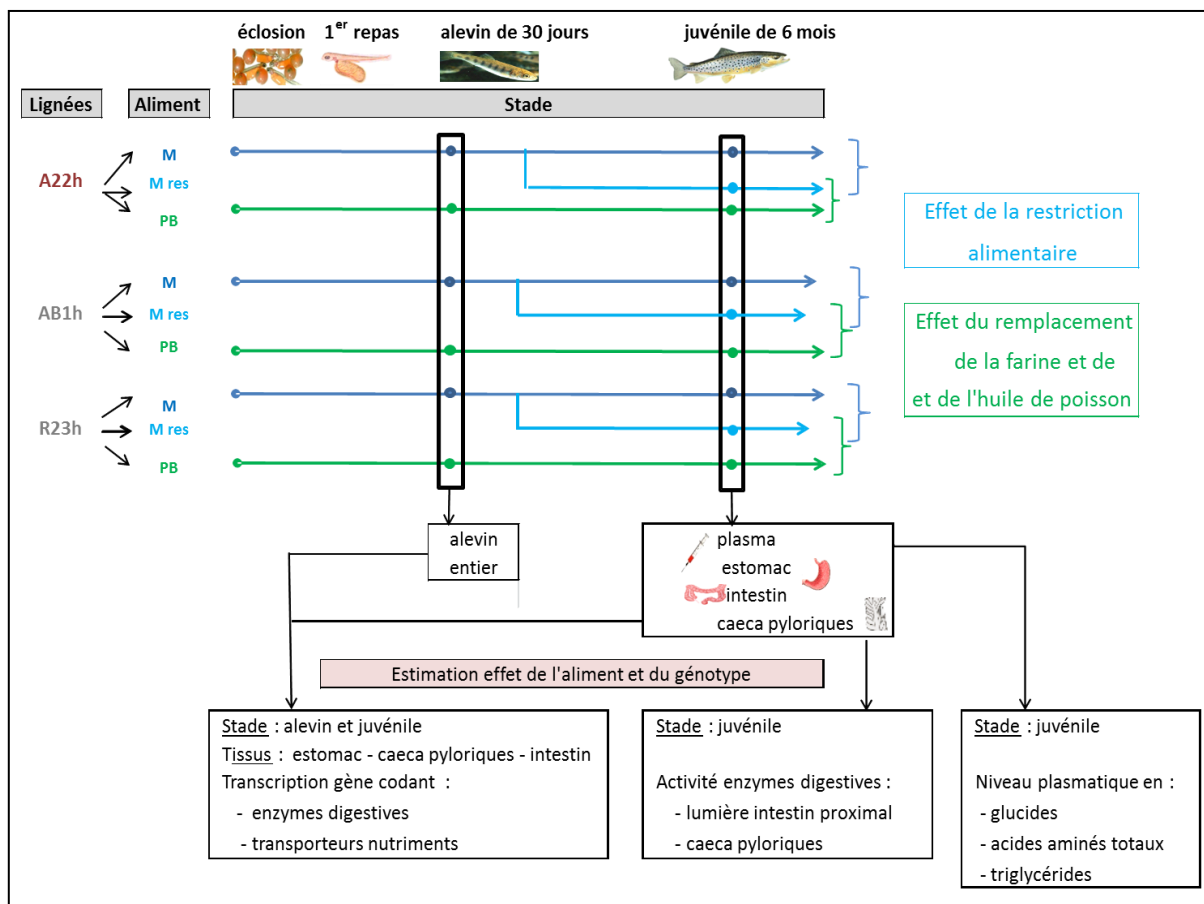 éclosion
1er repas
alevin de 30 jours
juvénile de 6 mois
Lignées
Aliment
Stade
A22h
M
M res
PB
AB1h
M
M res
PB
R23h
M
M res
PB
Effet de la restriction
alimentaire
Effet du remplacement
de la farine et de
et de l'huile de poisson
alevin
entier
plasma
estomac
intestin
caeca pyloriques
Estimation effet de l'aliment et du génotype
Stade : alevin et juvénile
Tissus : estomac - caeca pyloriques - intestin
Transcription gène codant :
- enzymes digestives
- transporteurs nutriments
Stade : juvénile
Activité enzymes digestives :
- lumière intestin proximal
- caeca pyloriques
Stade : juvénile
Niveau plasmatique en :
- glucides
- acides aminés totaux
- triglycérides